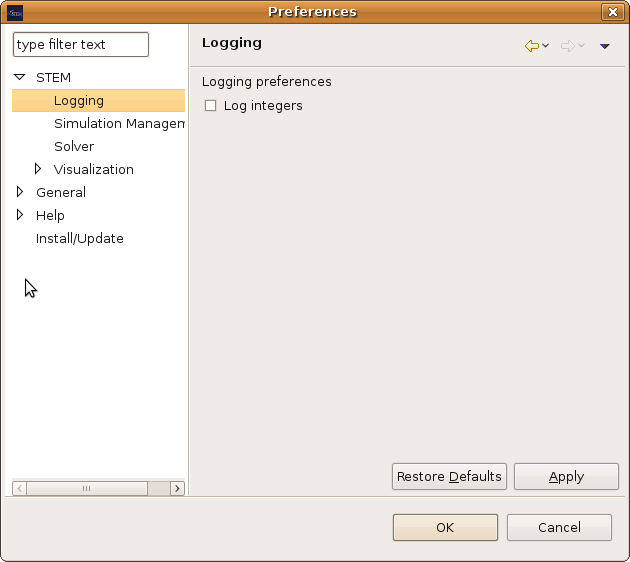 Preferences
type filter text
STEM
Logging
Simulation Managem
Solver
Visualization
General
Help
Install/Update
Logging
Logging preferences
Log integers
Restore Defaults
Apply
OK
Cancel